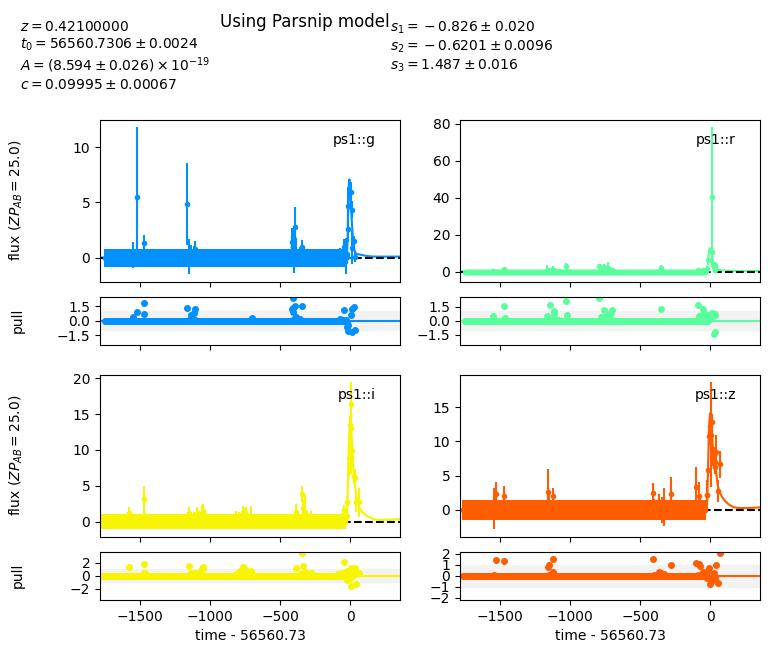 Using Parsnip model
z = 0.42100000
t0 = 56560.7306 ± 0.0024
A = (8.594 ± 0.026) × 10^−19
c = 0.09995 ± 0.00067
s1 = −0.826 ± 0.020
s2 = −0.6201 ± 0.0096
s3 = 1.487 ± 0.016
flux (ZP_AB = 25.0)
10
5
0
ps1::g
80
60
40
20
0
ps1::r
pull
1.5
0.0
−1.5
1.5
0.0
−1.5
flux (ZP_AB = 25.0)
20
15
10
5
0
ps1::i
15
10
5
0
ps1::z
pull
2
0
−2
2
1
0
−1
−2
−1500 −1000 −500 0
time - 56560.73
−1500 −1000 −500 0
time - 56560.73